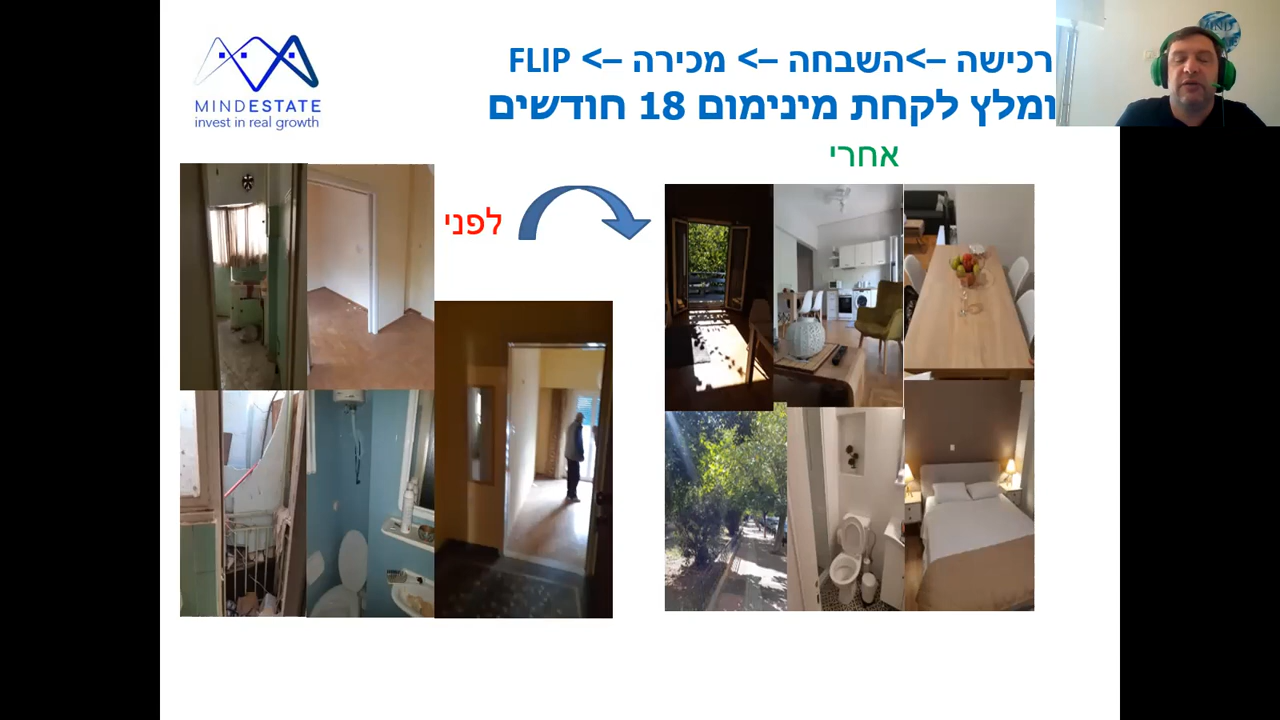 MINDESTATE
invest in real growth
רכישה –>השבחה –> מכירה –> FLIP
ומלץ לקחת מינימום 18 חודשים
אחרי
לפני